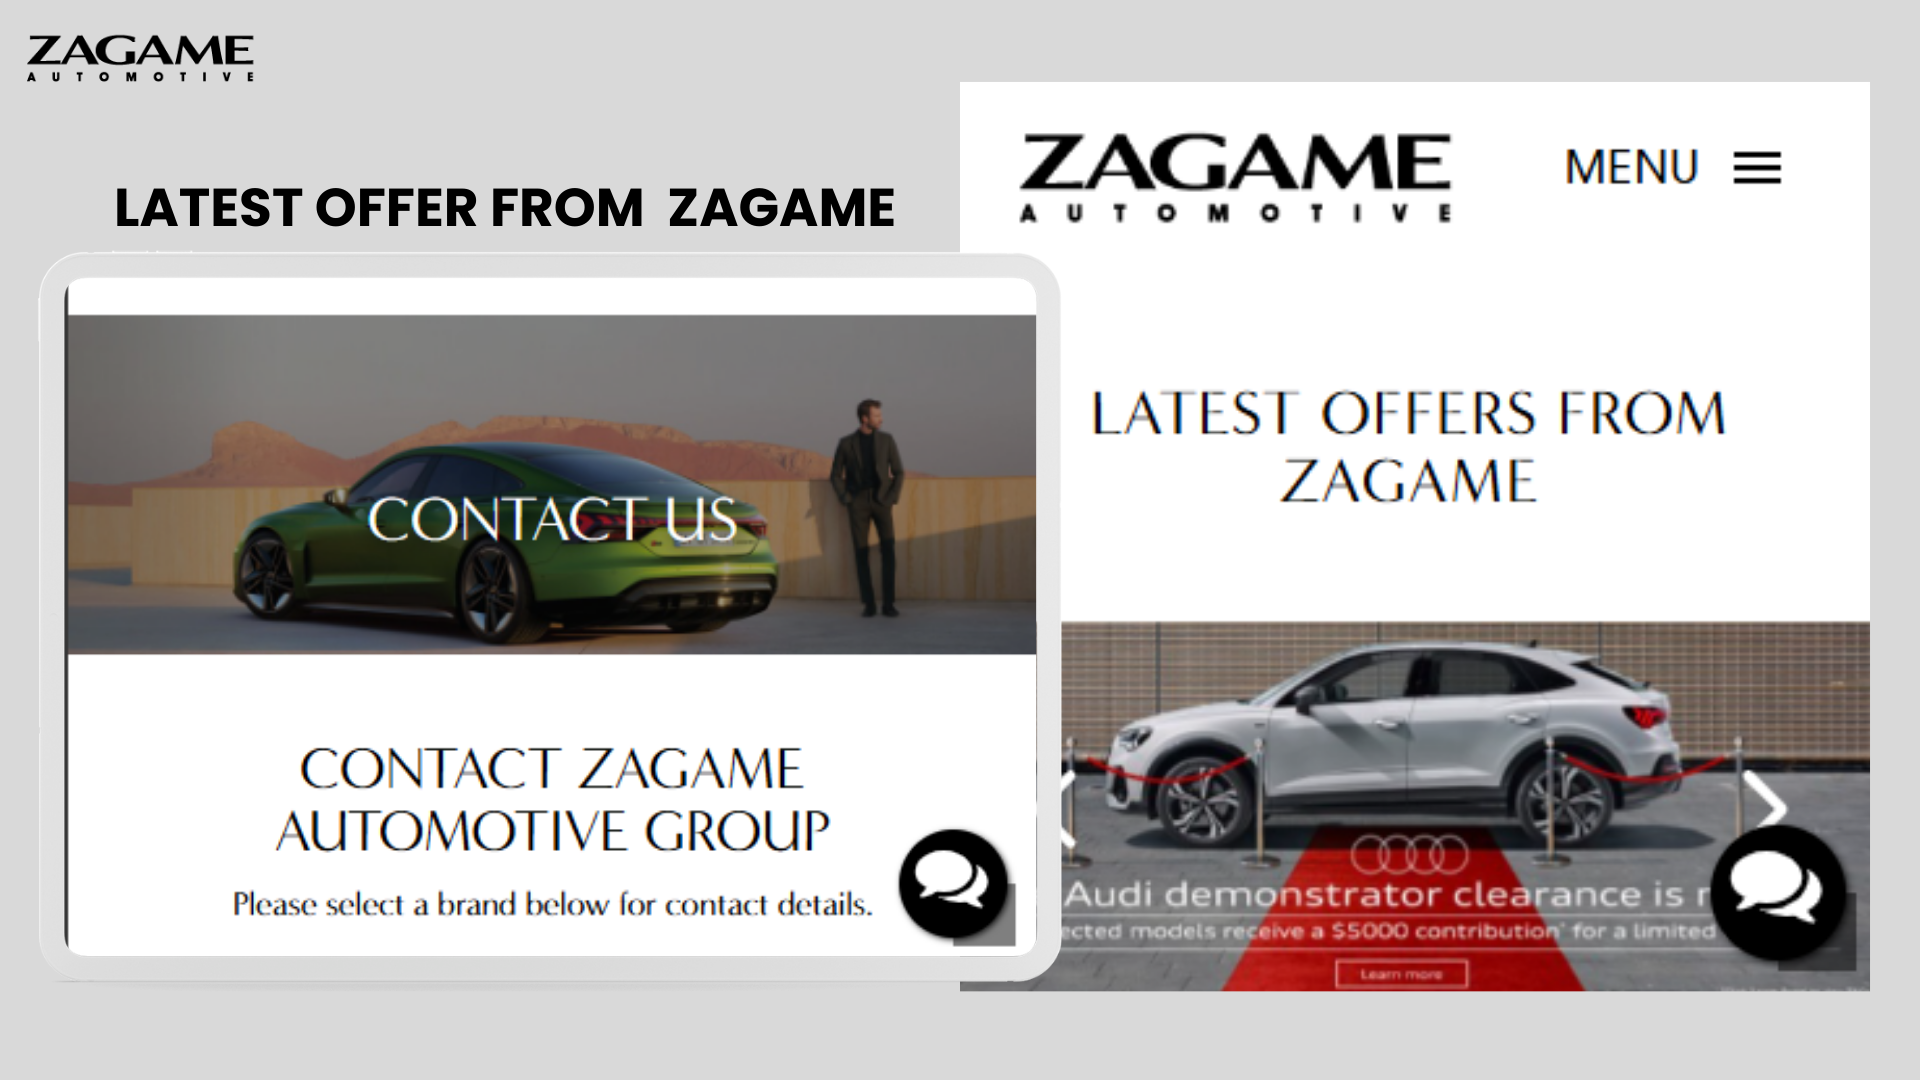 ZAGAME
AUTOMOTIVE
LATEST OFFER FROM ZAGAME
CONTACT US
CONTACT ZAGAME
AUTOMOTIVE GROUP
Please select a brand below for contact details.
ZAGAME
AUTOMOTIVE
MENU
LATEST OFFERS FROM
ZAGAME
Audi demonstrator clearance is
models receive a $5000 contribution* for a limited
Learn more